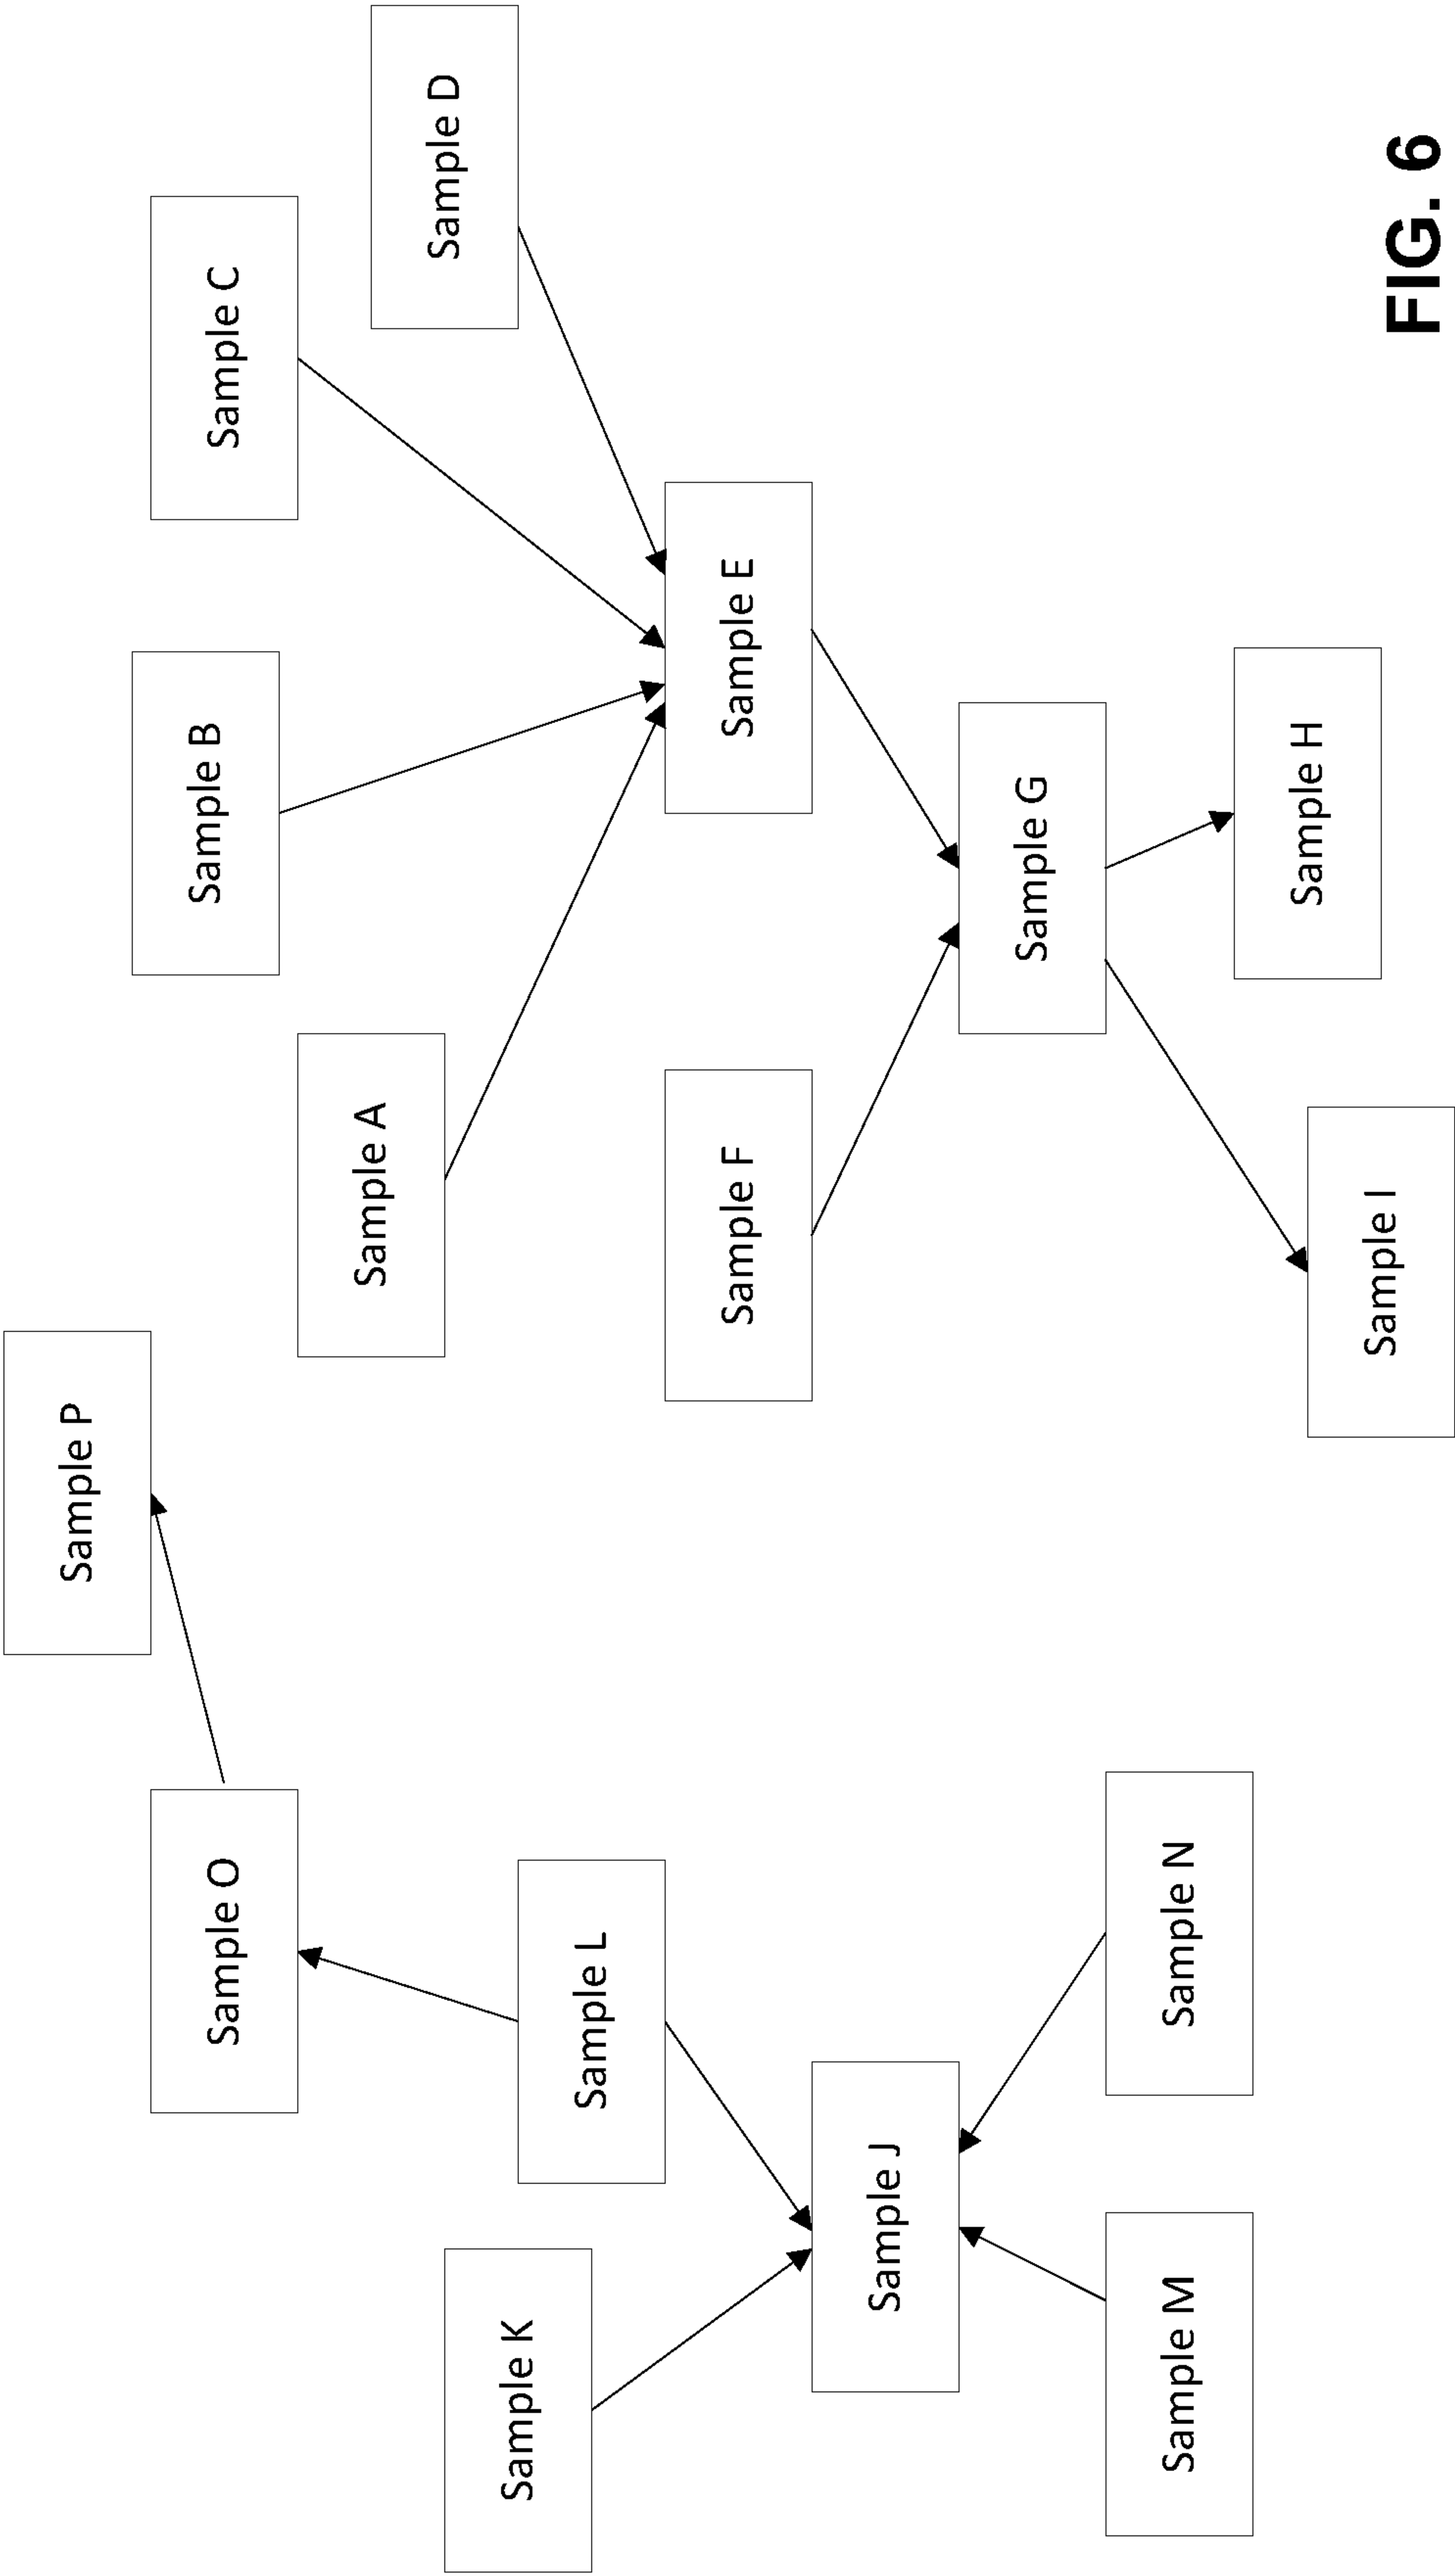 Sample P
Sample O
Sample B
Sample C
Sample A
Sample D
Sample K
Sample L
Sample F
Sample E
Sample J
Sample G
Sample M
Sample N
Sample H
Sample I
FIG. 6